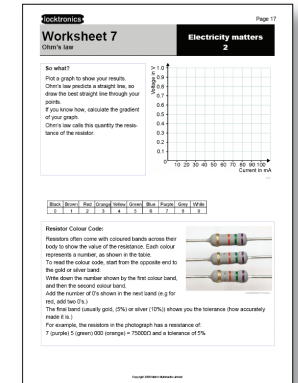 locktronics
Page 17
Worksheet 7
Ohm's law
Electricity matters
2
So what?
Plot a graph to show your results.
Ohm's law predicts a straight line, so
draw the best straight line through your
points.
If you know how, calculate the gradient
of your graph.
Ohm's law calls this quantity the resis-
tance of the resistor.
Voltage in V
1.0
0.9
0.8
0.7
0.6
0.5
0.4
0.3
0.2
0.1
0
10 20 30 40 50 60 70 80 90 100
Current in mA
Black Brown Red Orange Yellow Green Blue Purple Grey White
0 1 2 3 4 5 6 7 8 9
Resistor Colour Code:
Resistors often come with coloured bands across their
body to show the value of the resistance. Each colour
represents a number, as shown in the table.
To read the colour code, start from the opposite end to
the gold or silver band.
Write down the number shown by the first colour band,
and then the second colour band.
Add the number of 0's shown in the next band (e.g for
red, add two 0's.)
The final band (usually gold, (5%) or silver (10%)) shows you the tolerance (how accurately
made it is.)
For example, the resistors in the photograph has a resistance of:
7 (purple) 5 (green) 000 (orange) = 75000Ω and a tolerance of 5%.